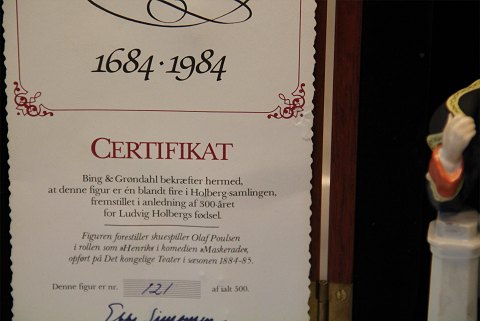 1684 · 1984
CERTIFIKAT
Bing & Grøndahl bekræfter hermed,
at denne figur er én blandt fire i Holberg-samlingen,
fremstillet i anledning af 300-året
for Ludvig Holbergs fødsel.
Figuren forestiller skuespiller Olaf Poulsen
i rollen som »Henrik« i komedien »Maskerade«,
opført på Det kongelige Teater i sæsonen 1884-85.
Denne figur er nr. 121 af ialt 500.